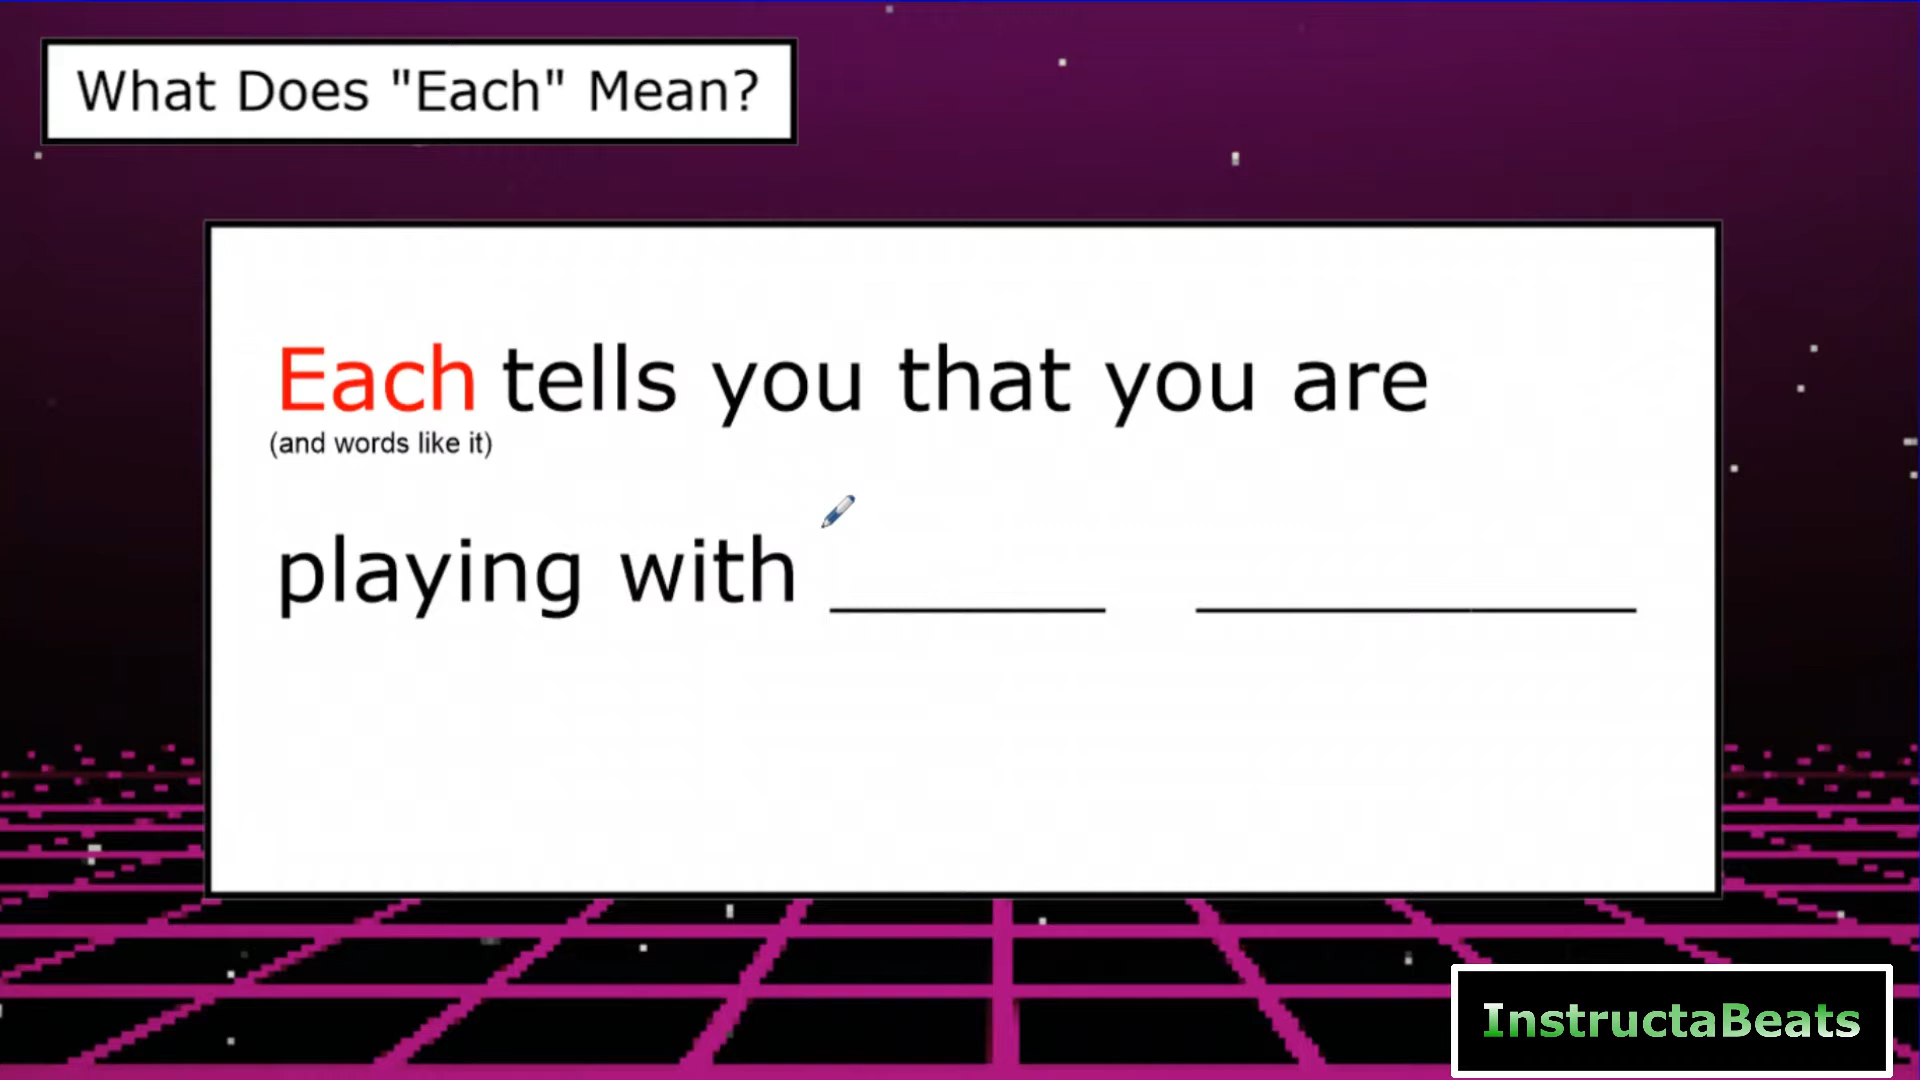 What Does "Each" Mean?
Each tells you that you are
(and words like it)
playing with ______ __________
InstructaBeats